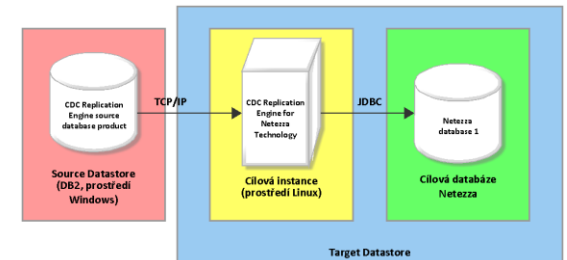 CDC Replication
Engine source
database product
TCP/IP
CDC Replication
Engine for
Netezza
Technology
JDBC
Netezza
database 1
Source Datastore
(DB2, prostředí
Windows)
Cílová instance
(prostředí Linux)
Cílová databáze
Netezza
Target Datastore